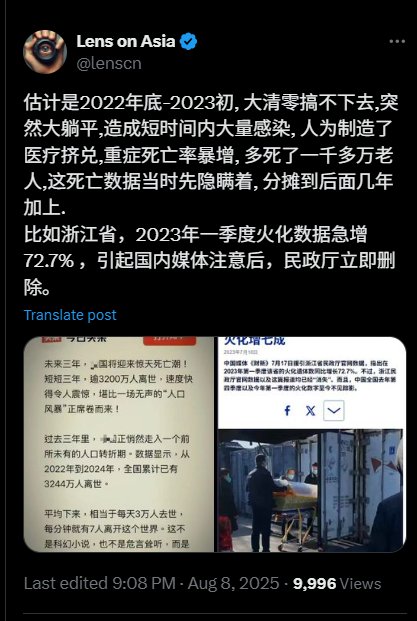 Lens on Asia
@lenscn
估计是2022年底-2023初, 大清零搞不下去,突
然大躺平,造成短时间内大量感染, 人为制造了
医疗挤兑,重症死亡率暴增, 多死了一千多万老
人,这死亡数据当时先隐瞒着, 分摊到后面几年
加上.
比如浙江省，2023年一季度火化数据急增
72.7% ，引起国内媒体注意后，民政厅立即删
除。
Translate post
未来三年，国将迎来惊天死亡潮！
短短三年，逾3200万人离世，速度快
得令人震惊，堪比一场无声的“人口
风暴”正席卷而来！
过去三年里，正悄然走入一个前
所未有的人口转折期。数据显示，从
2022年到2024年，全国累计已有
3244万人离世。
平均下来，相当于每天3万人去世，
每分钟就有7人离开这个世界。这不
是科幻小说，也不是危言耸听，而是
火化增七成
2023年7月18日
中国媒体《财新》7月17日援引浙江省民政厅官网数据，指出在
2023年第一季度该省的火化遗体数同比增长72.7%。不过，浙江民
政厅官网数据以及这篇报道均已经“消失”。而且，中国全国去年第
四季度以及今年第一季度的火化数字至今不见踪影。
Last edited 9:08 PM · Aug 8, 2025 · 9,996 Views